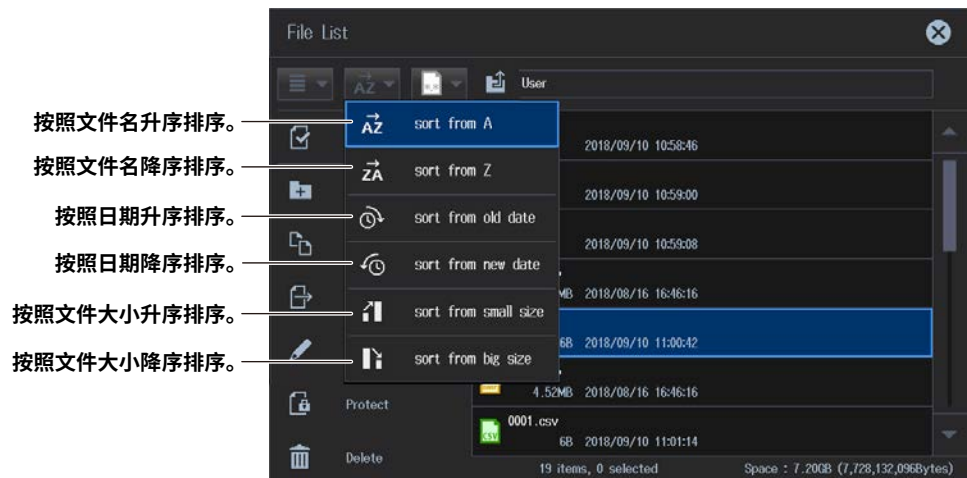 File List
User
按照文件名升序排序。
sort from A
2018/09/10 10:58:46
按照文件名降序排序。
sort from Z
2018/09/10 10:59:00
按照日期升序排序。
sort from old date
2018/09/10 10:59:08
按照日期降序排序。
sort from new date
MB 2018/08/16 16:46:16
按照文件大小升序排序。
sort from small size
6B 2018/09/10 11:00:42
按照文件大小降序排序。
sort from big size
4.52MB 2018/08/16 16:46:16
Protect
0001.csv
6B 2018/09/10 11:01:14
Delete
19 items, 0 selected
Space : 7.20GB (7,728,132,096Bytes)